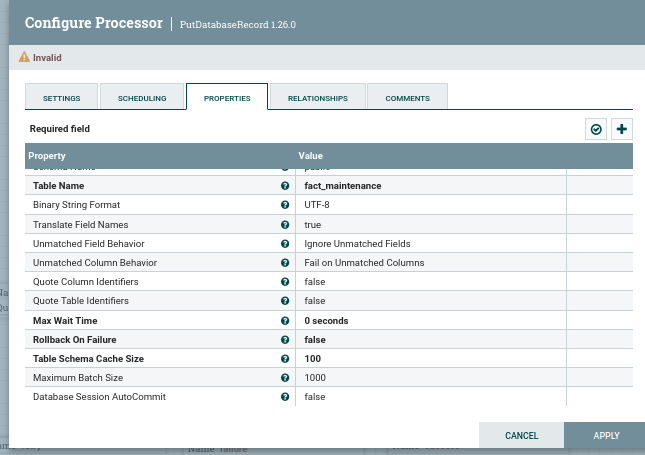 Configure Processor | PutDatabaseRecord 1.26.0
Invalid
SETTINGS SCHEDULING PROPERTIES RELATIONSHIPS COMMENTS
Required field
Property Value
Schema Name public
Table Name fact_maintenance
Binary String Format UTF-8
Translate Field Names true
Unmatched Field Behavior Ignore Unmatched Fields
Unmatched Column Behavior Fail on Unmatched Columns
Quote Column Identifiers false
Quote Table Identifiers false
Max Wait Time 0 seconds
Rollback On Failure false
Table Schema Cache Size 100
Maximum Batch Size 1000
Database Session AutoCommit false
CANCEL APPLY